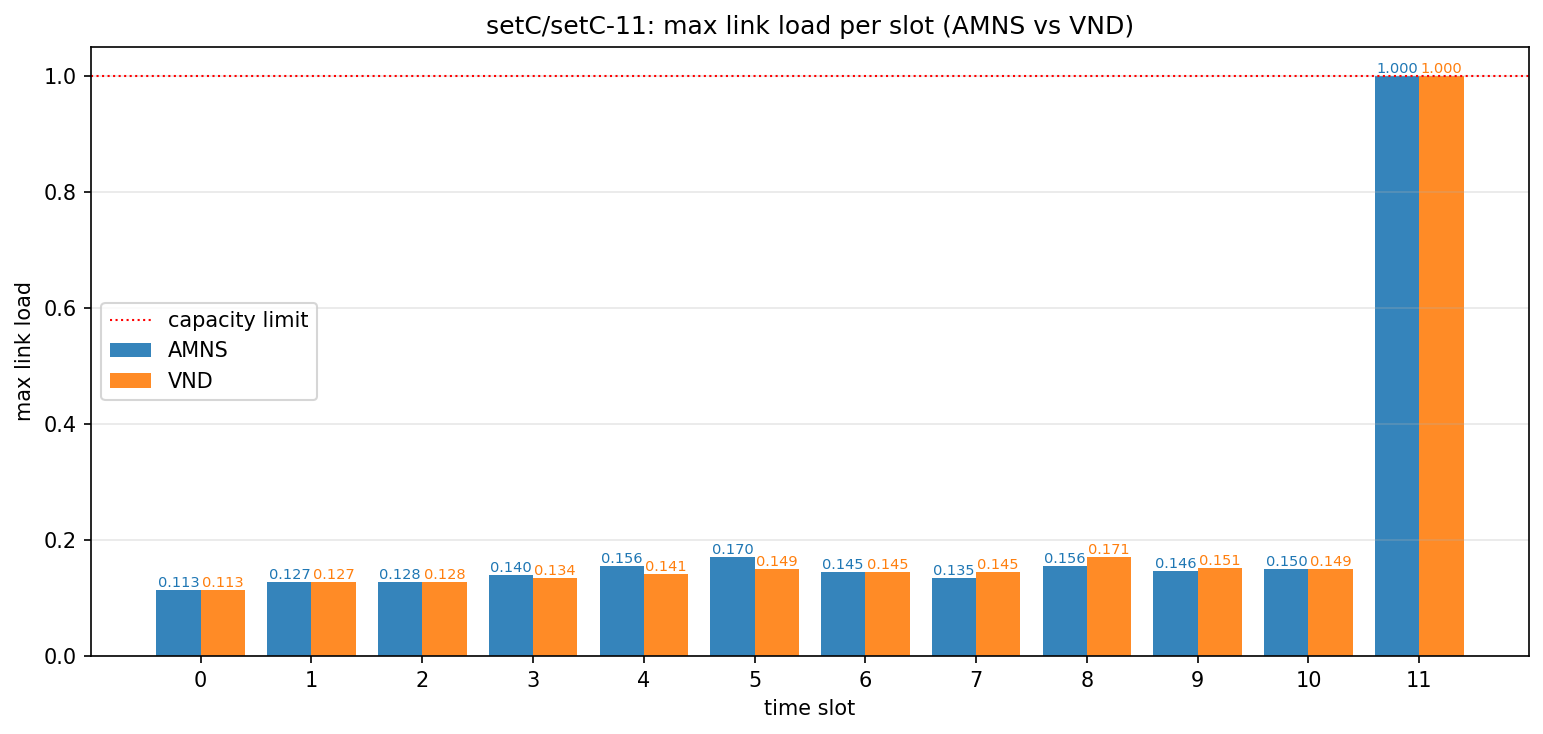 setC/setC-11: max link load per slot (AMNS vs VND)
max link load
1.0
0.8
0.6
0.4
0.2
0.0
capacity limit
AMNS
VND
0.113 0.113
0.127 0.127
0.128 0.128
0.140 0.134
0.156 0.141
0.170 0.149
0.145 0.145
0.135 0.145
0.156 0.171
0.146 0.151
0.150 0.149
1.000 1.000
0 1 2 3 4 5 6 7 8 9 10 11
time slot